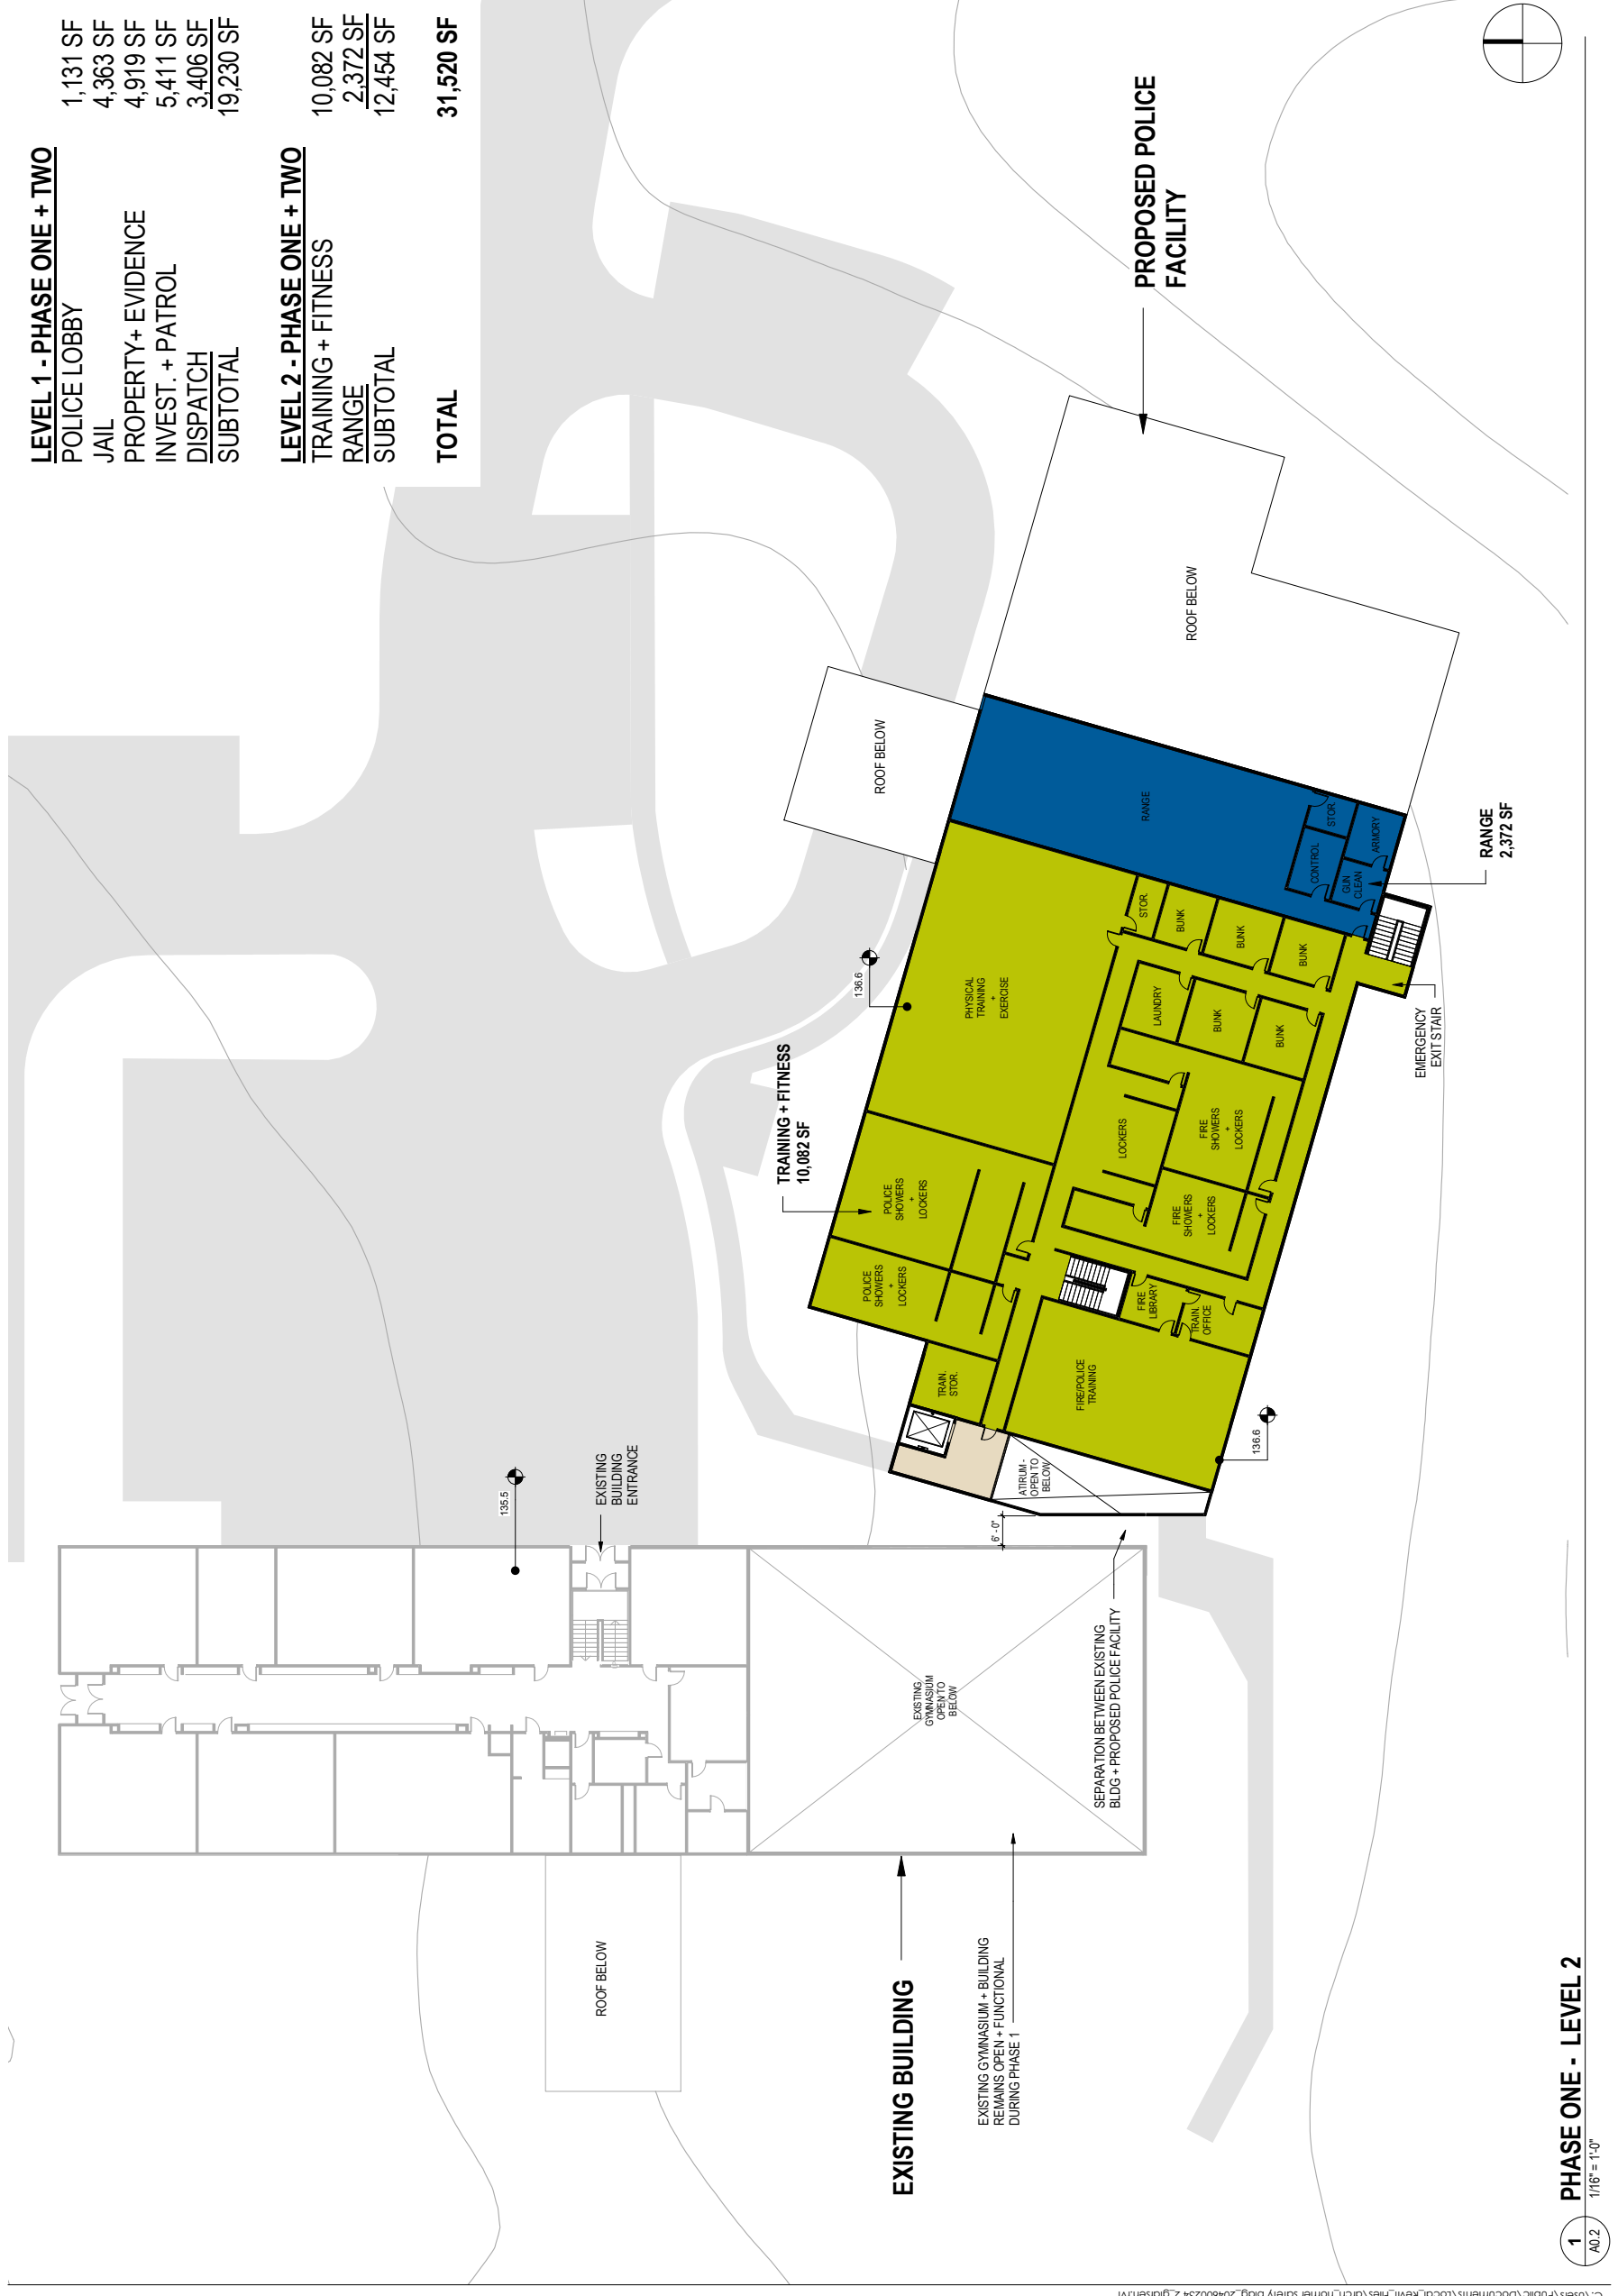 LEVEL 1 - PHASE ONE + TWO
POLICE LOBBY 1,131 SF
JAIL 4,363 SF
PROPERTY+ EVIDENCE 4,919 SF
INVEST. + PATROL 5,411 SF
DISPATCH 3,406 SF
SUBTOTAL 19,230 SF
LEVEL 2 - PHASE ONE + TWO
TRAINING + FITNESS 10,082 SF
RANGE 2,372 SF
SUBTOTAL 12,454 SF
TOTAL 31,520 SF
PROPOSED POLICE
FACILITY
ROOF BELOW
ROOF BELOW
RANGE
STOR.
ARMORY
CONTROL
GUN
CLEAN
RANGE
2,372 SF
STOR.
BUNK
BUNK
BUNK
136.6
PHYSICAL
TRAINING
+
EXERCISE
LAUNDRY
BUNK
BUNK
EMERGENCY
EXIT STAIR
TRAINING + FITNESS
10,082 SF
POLICE
SHOWERS
+
LOCKERS
LOCKERS
FIRE
SHOWERS
+
LOCKERS
POLICE
SHOWERS
+
LOCKERS
FIRE
SHOWERS
+
LOCKERS
FIRE
LIBRARY
TRAIN.
OFFICE
TRAIN.
STOR.
FIRE/POLICE
TRAINING
136.6
ATIRUM -
OPEN TO
BELOW
6' - 0"
135.5
EXISTING
BUILDING
ENTRANCE
EXISTING
GYMNASIUM
OPEN TO
BELOW
SEPARATION BETWEEN EXISTING
BLDG + PROPOSED POLICE FACILITY
ROOF BELOW
EXISTING BUILDING
EXISTING GYMNASIUM + BUILDING
REMAINS OPEN + FUNCTIONAL
DURING PHASE 1
1
A0.2
PHASE ONE - LEVEL 2
1/16" = 1'-0"